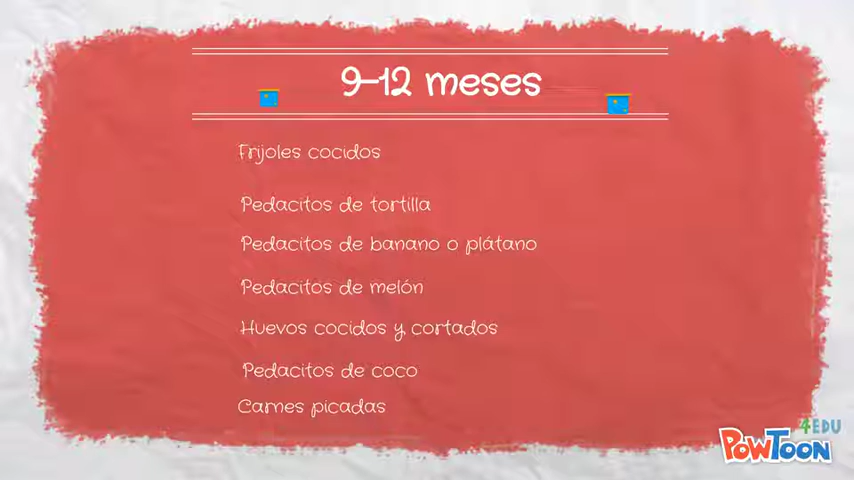 9-12 meses
Frijoles cocidos
Pedacitos de tortilla
Pedacitos de banano o plátano
Pedacitos de melón
Huevos cocidos y cortados
Pedacitos de coco
Carnes picadas
4EDU
PowToon